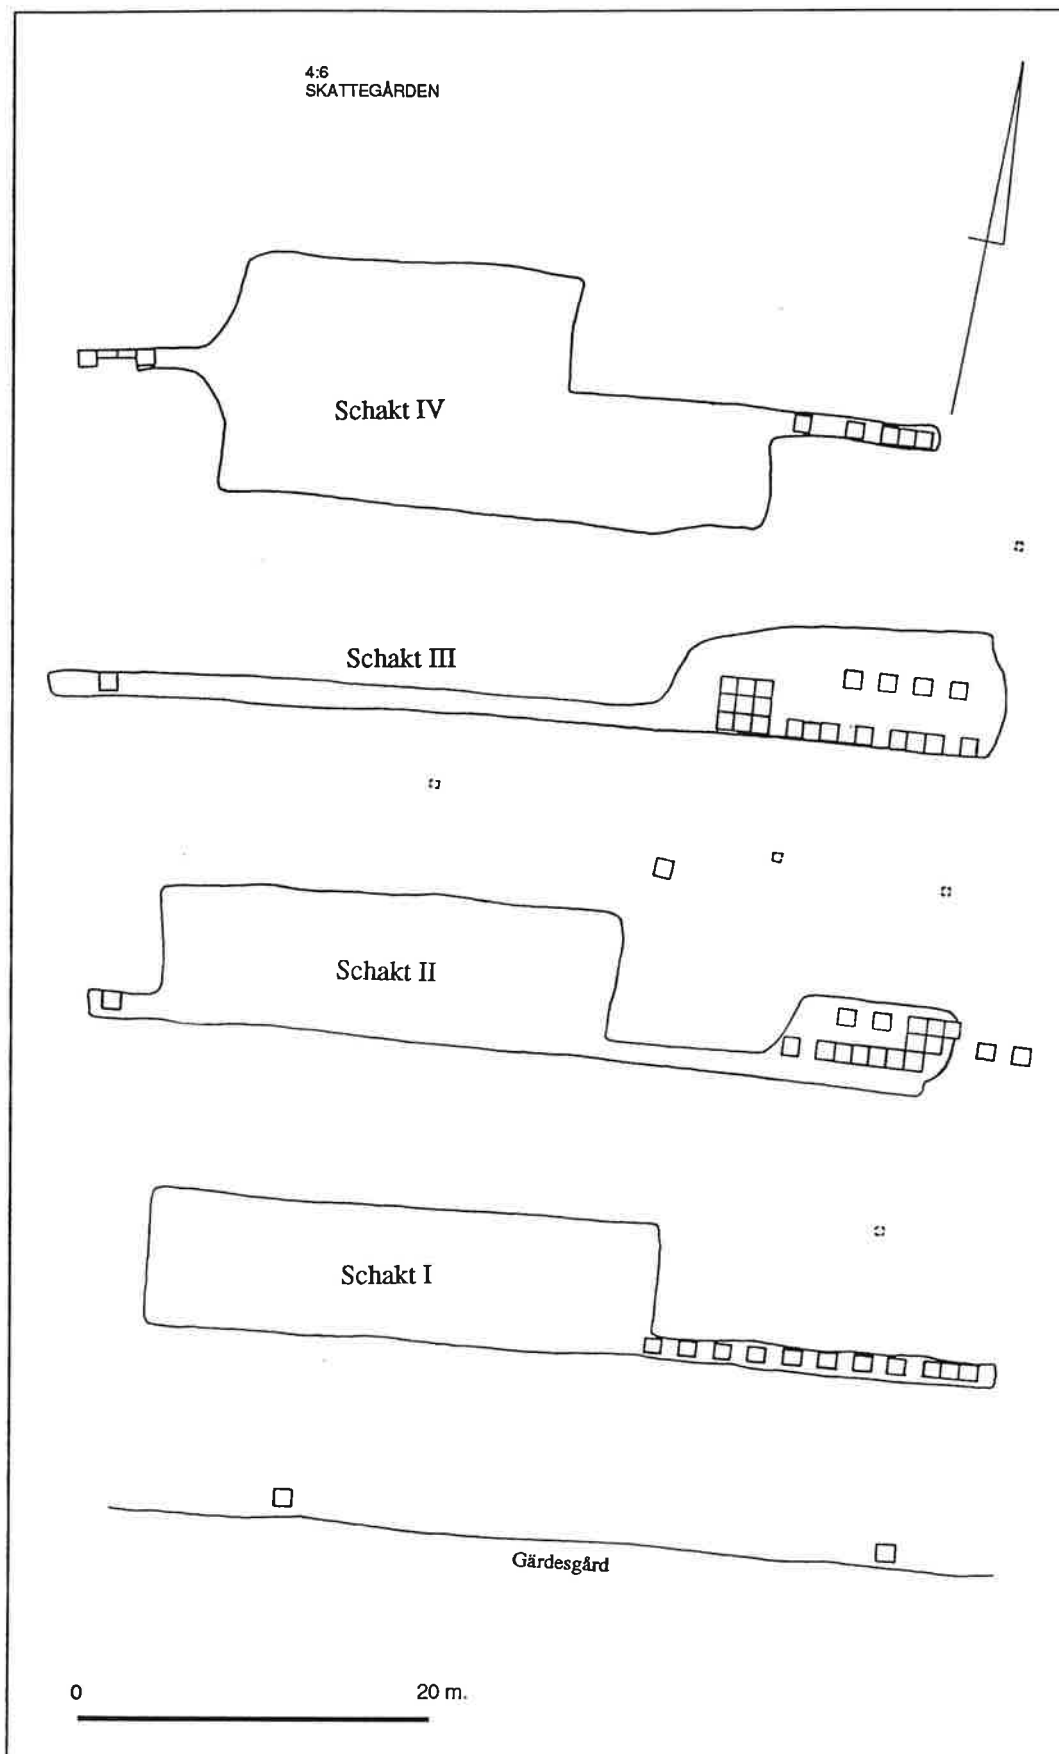 4:6
SKATTEGÅRDEN
Schakt IV
Schakt III
Schakt II
Schakt I
Gärdesgård
0 20 m.